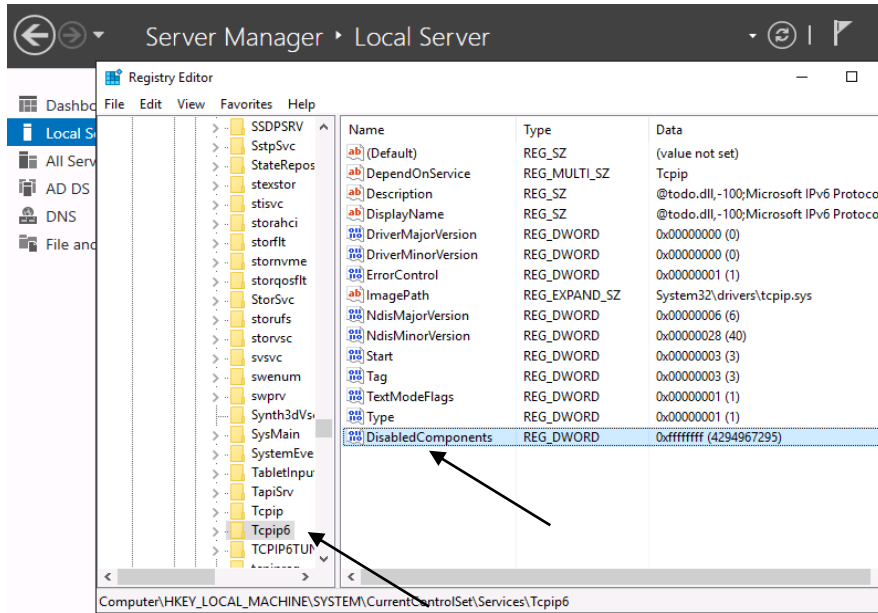 Server Manager ‣ Local Server
Registry Editor
File Edit View Favorites Help
Dashbo
Local Se
All Serv
AD DS
DNS
File and
SSDPSRV
SstpSvc
StateRepos
stexstor
stisvc
storahci
storflt
stornvme
storqosflt
StorSvc
storufs
storvsc
svsvc
swenum
swprv
Synth3dVs
SysMain
SystemEve
TabletInpu
TapiSrv
Tcpip
Tcpip6
TCPIP6TUN
Name Type Data
(Default) REG_SZ (value not set)
DependOnService REG_MULTI_SZ Tcpip
Description REG_SZ @todo.dll,-100;Microsoft IPv6 Protoco
DisplayName REG_SZ @todo.dll,-100;Microsoft IPv6 Protoco
DriverMajorVersion REG_DWORD 0x00000000 (0)
DriverMinorVersion REG_DWORD 0x00000000 (0)
ErrorControl REG_DWORD 0x00000001 (1)
ImagePath REG_EXPAND_SZ System32\drivers\tcpip.sys
NdisMajorVersion REG_DWORD 0x00000006 (6)
NdisMinorVersion REG_DWORD 0x00000028 (40)
Start REG_DWORD 0x00000003 (3)
Tag REG_DWORD 0x00000003 (3)
TextModeFlags REG_DWORD 0x00000001 (1)
Type REG_DWORD 0x00000001 (1)
DisabledComponents REG_DWORD 0xffffffff (4294967295)
Computer\HKEY_LOCAL_MACHINE\SYSTEM\CurrentControlSet\Services\Tcpip6